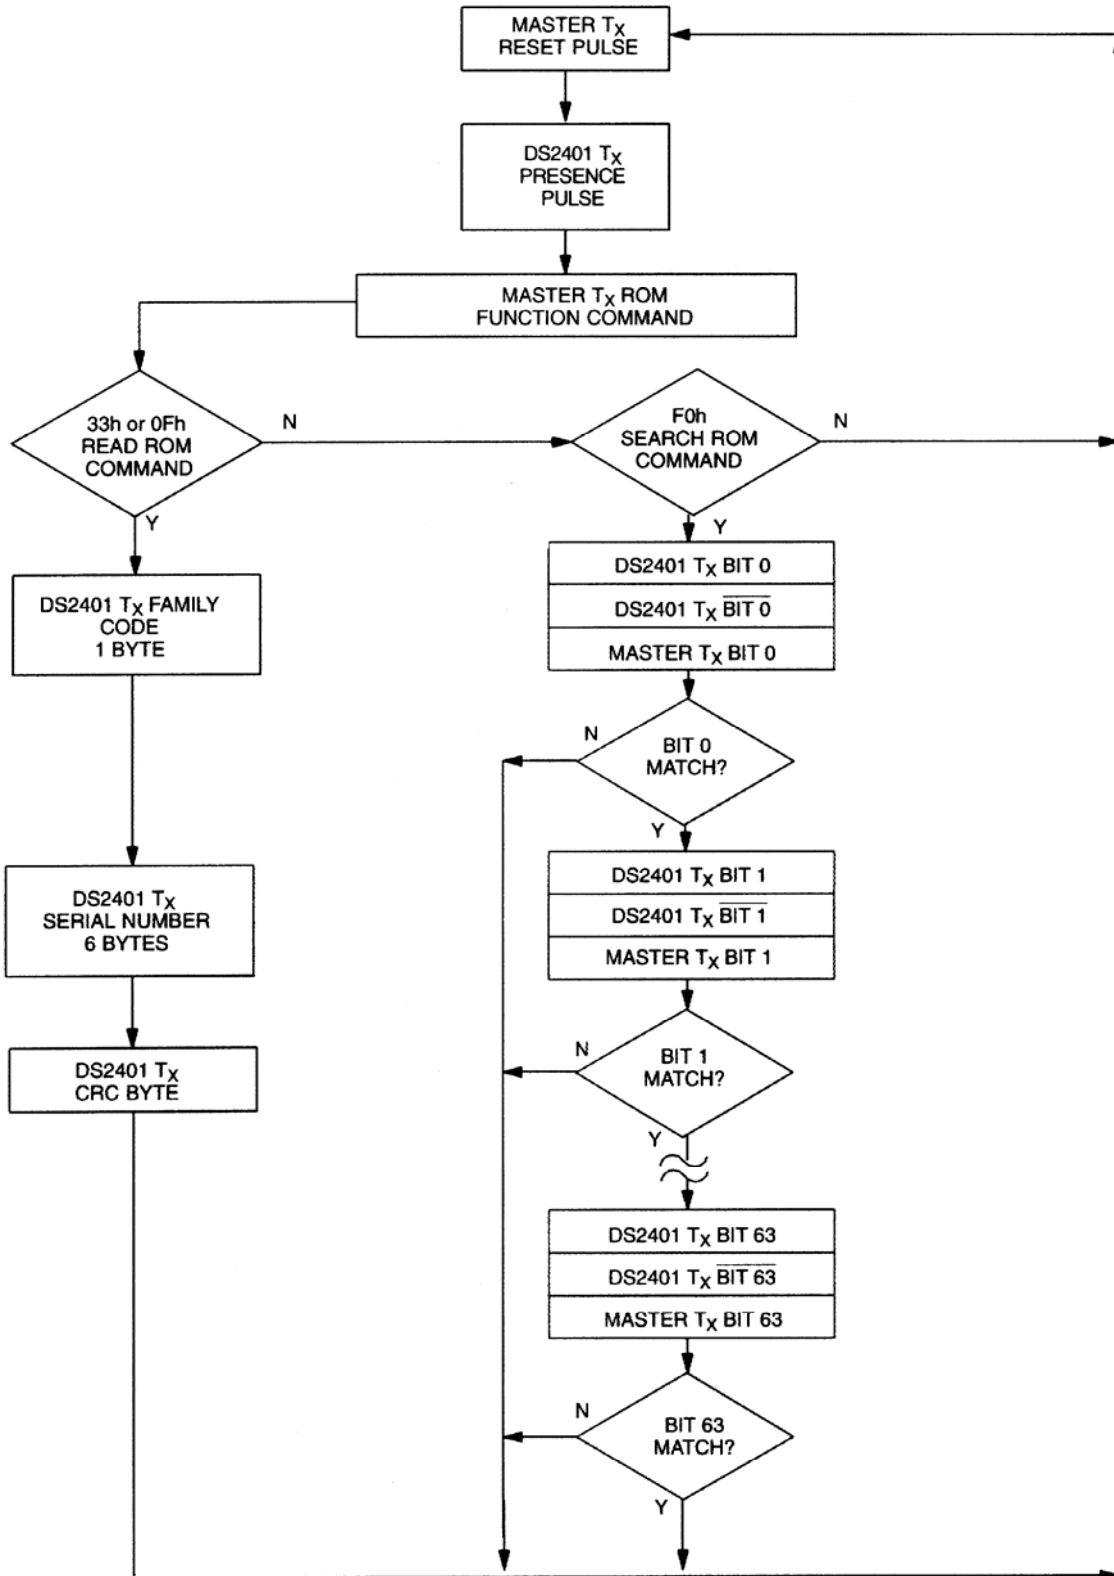 MASTER TX
RESET PULSE
DS2401 TX
PRESENCE
PULSE
MASTER TX ROM
FUNCTION COMMAND
33h or 0Fh
READ ROM
COMMAND
N
Y
F0h
SEARCH ROM
COMMAND
N
Y
DS2401 TX FAMILY
CODE
1 BYTE
DS2401 TX
SERIAL NUMBER
6 BYTES
DS2401 TX
CRC BYTE
DS2401 TX BIT 0
DS2401 TX B̅I̅T̅ ̅0̅
MASTER TX BIT 0
N
BIT 0
MATCH?
Y
DS2401 TX BIT 1
DS2401 TX B̅I̅T̅ ̅1̅
MASTER TX BIT 1
N
BIT 1
MATCH?
Y
DS2401 TX BIT 63
DS2401 TX B̅I̅T̅ ̅6̅3̅
MASTER TX BIT 63
N
BIT 63
MATCH?
Y